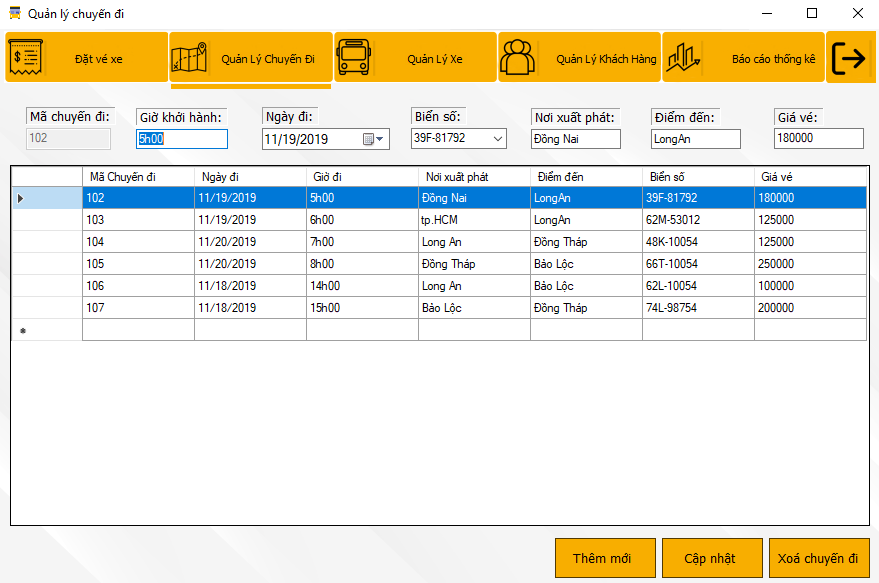 Quản lý chuyến đi
Đặt vé xe Quản Lý Chuyến Đi Quản Lý Xe Quản Lý Khách Hàng Báo cáo thống kê
Mã chuyến đi: Giờ khởi hành: Ngày đi: Biển số: Nơi xuất phát: Điểm đến: Giá vé:
102 5h00 11/19/2019 39F-81792 Đồng Nai LongAn 180000
Mã Chuyến đi Ngày đi Giờ đi Nơi xuất phát Điểm đến Biển số Giá vé
102 11/19/2019 5h00 Đồng Nai LongAn 39F-81792 180000
103 11/19/2019 6h00 tp.HCM LongAn 62M-53012 125000
104 11/20/2019 7h00 Long An Đồng Tháp 48K-10054 125000
105 11/20/2019 8h00 Đồng Tháp Bảo Lộc 66T-10054 250000
106 11/18/2019 14h00 Long An Bảo Lộc 62L-10054 100000
107 11/18/2019 15h00 Bảo Lộc Đồng Tháp 74L-98754 200000
Thêm mới Cập nhật Xoá chuyến đi